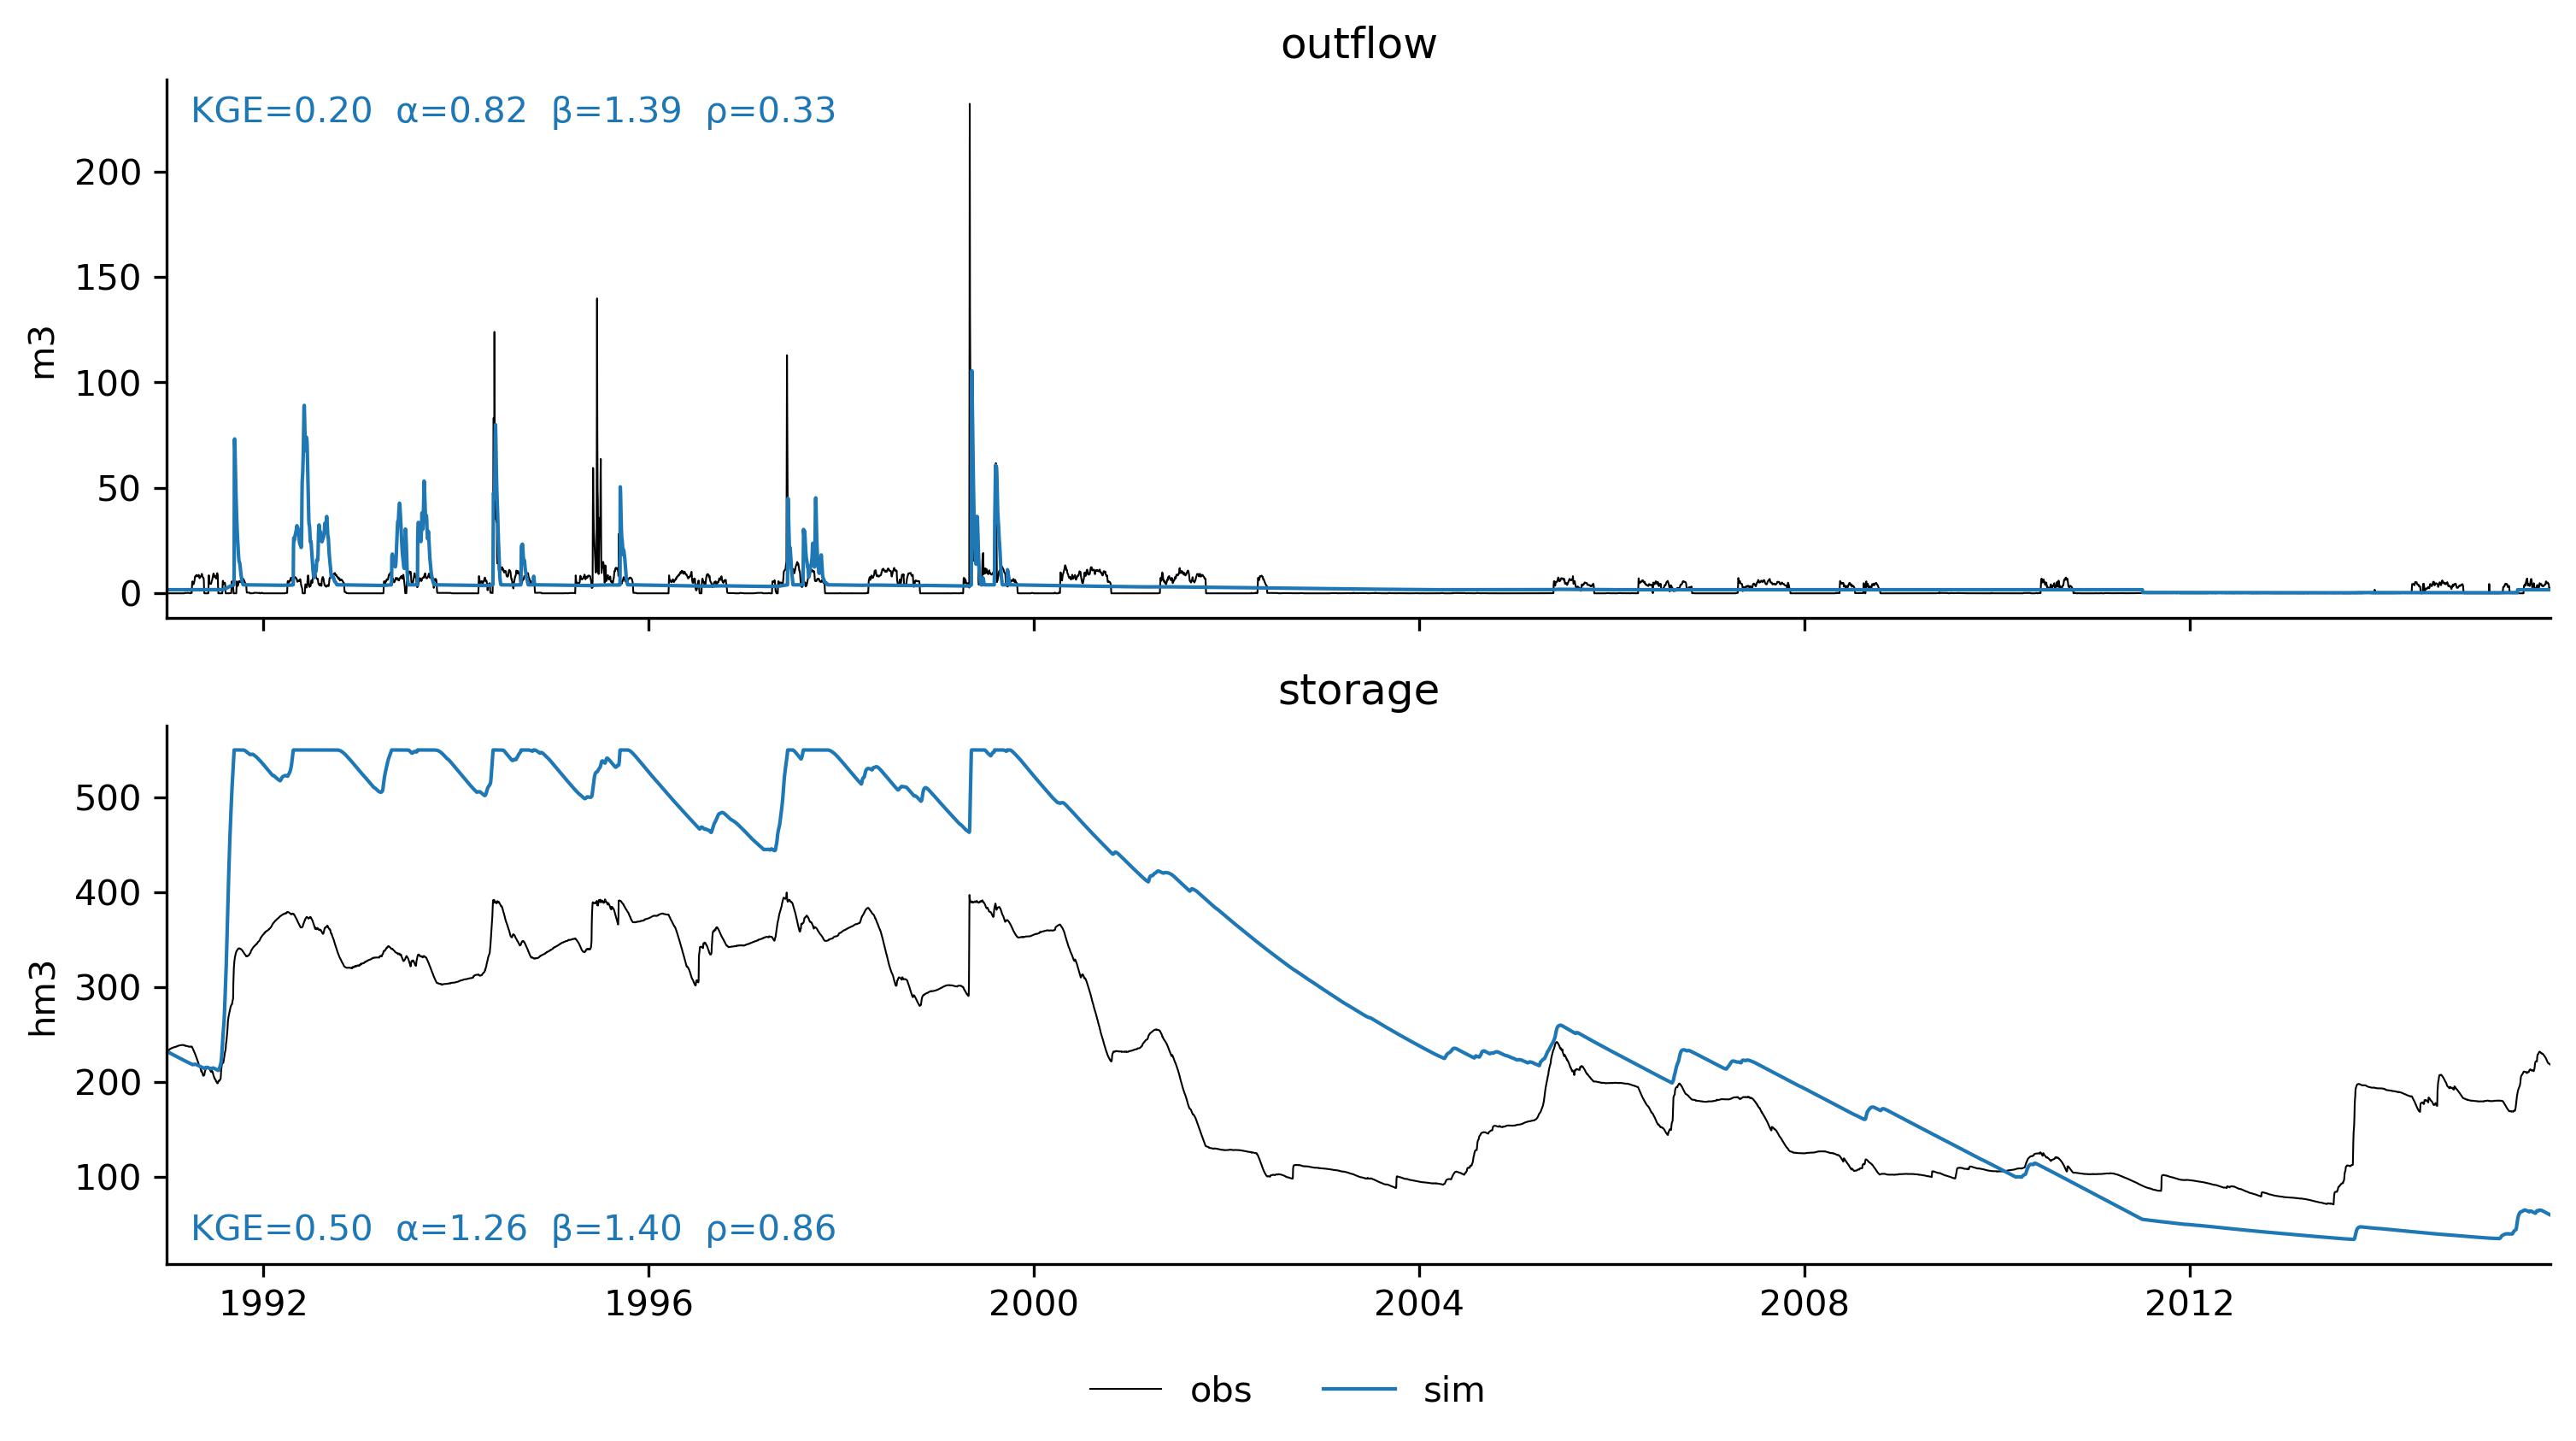 outflow
KGE=0.20 α=0.82 β=1.39 ρ=0.33
200
150
100
50
0
m3
storage
500
400
300
200
100
hm3
KGE=0.50 α=1.26 β=1.40 ρ=0.86
1992 1996 2000 2004 2008 2012
obs sim